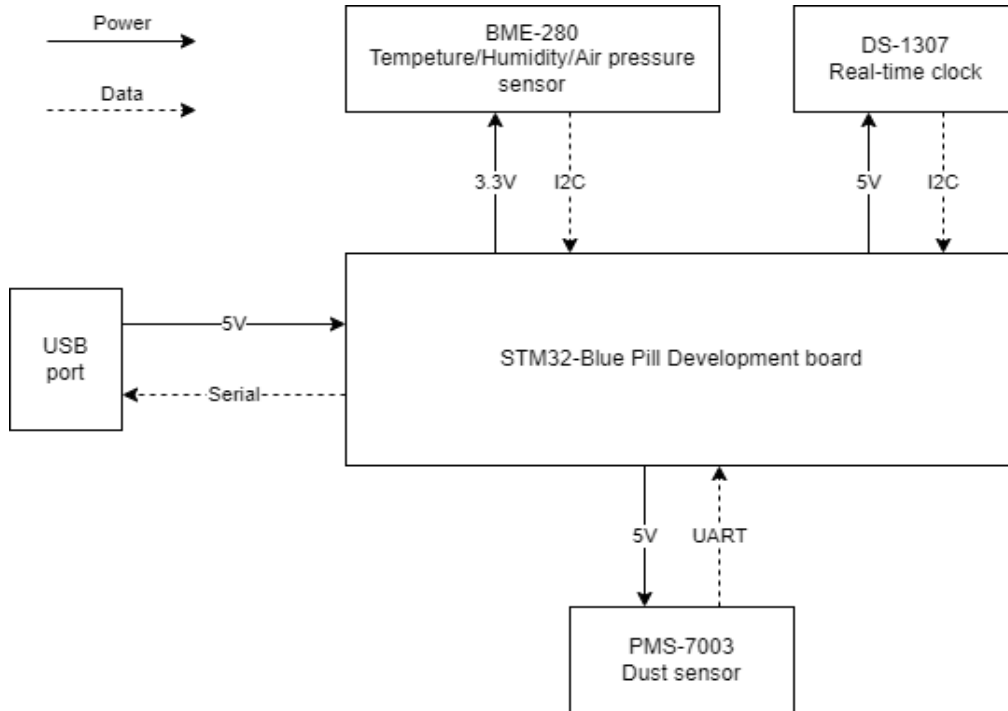 Power
Data
BME-280
Tempeture/Humidity/Air pressure
sensor
DS-1307
Real-time clock
3.3V
I2C
5V
I2C
USB
port
5V
Serial
STM32-Blue Pill Development board
5V
UART
PMS-7003
Dust sensor